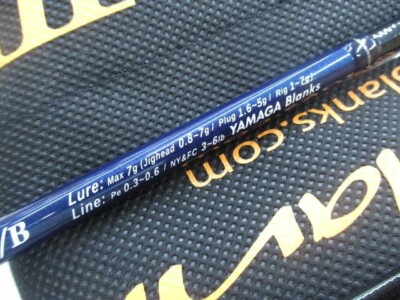 /B
Lure: Max 7g (Jighead 0.8-7g / Plug 1.6-5g / Rig 1-7g)
Line: Pe 0.3-0.6 / NY&FC 3-6lb YAMAGA Blanks
blanks.com